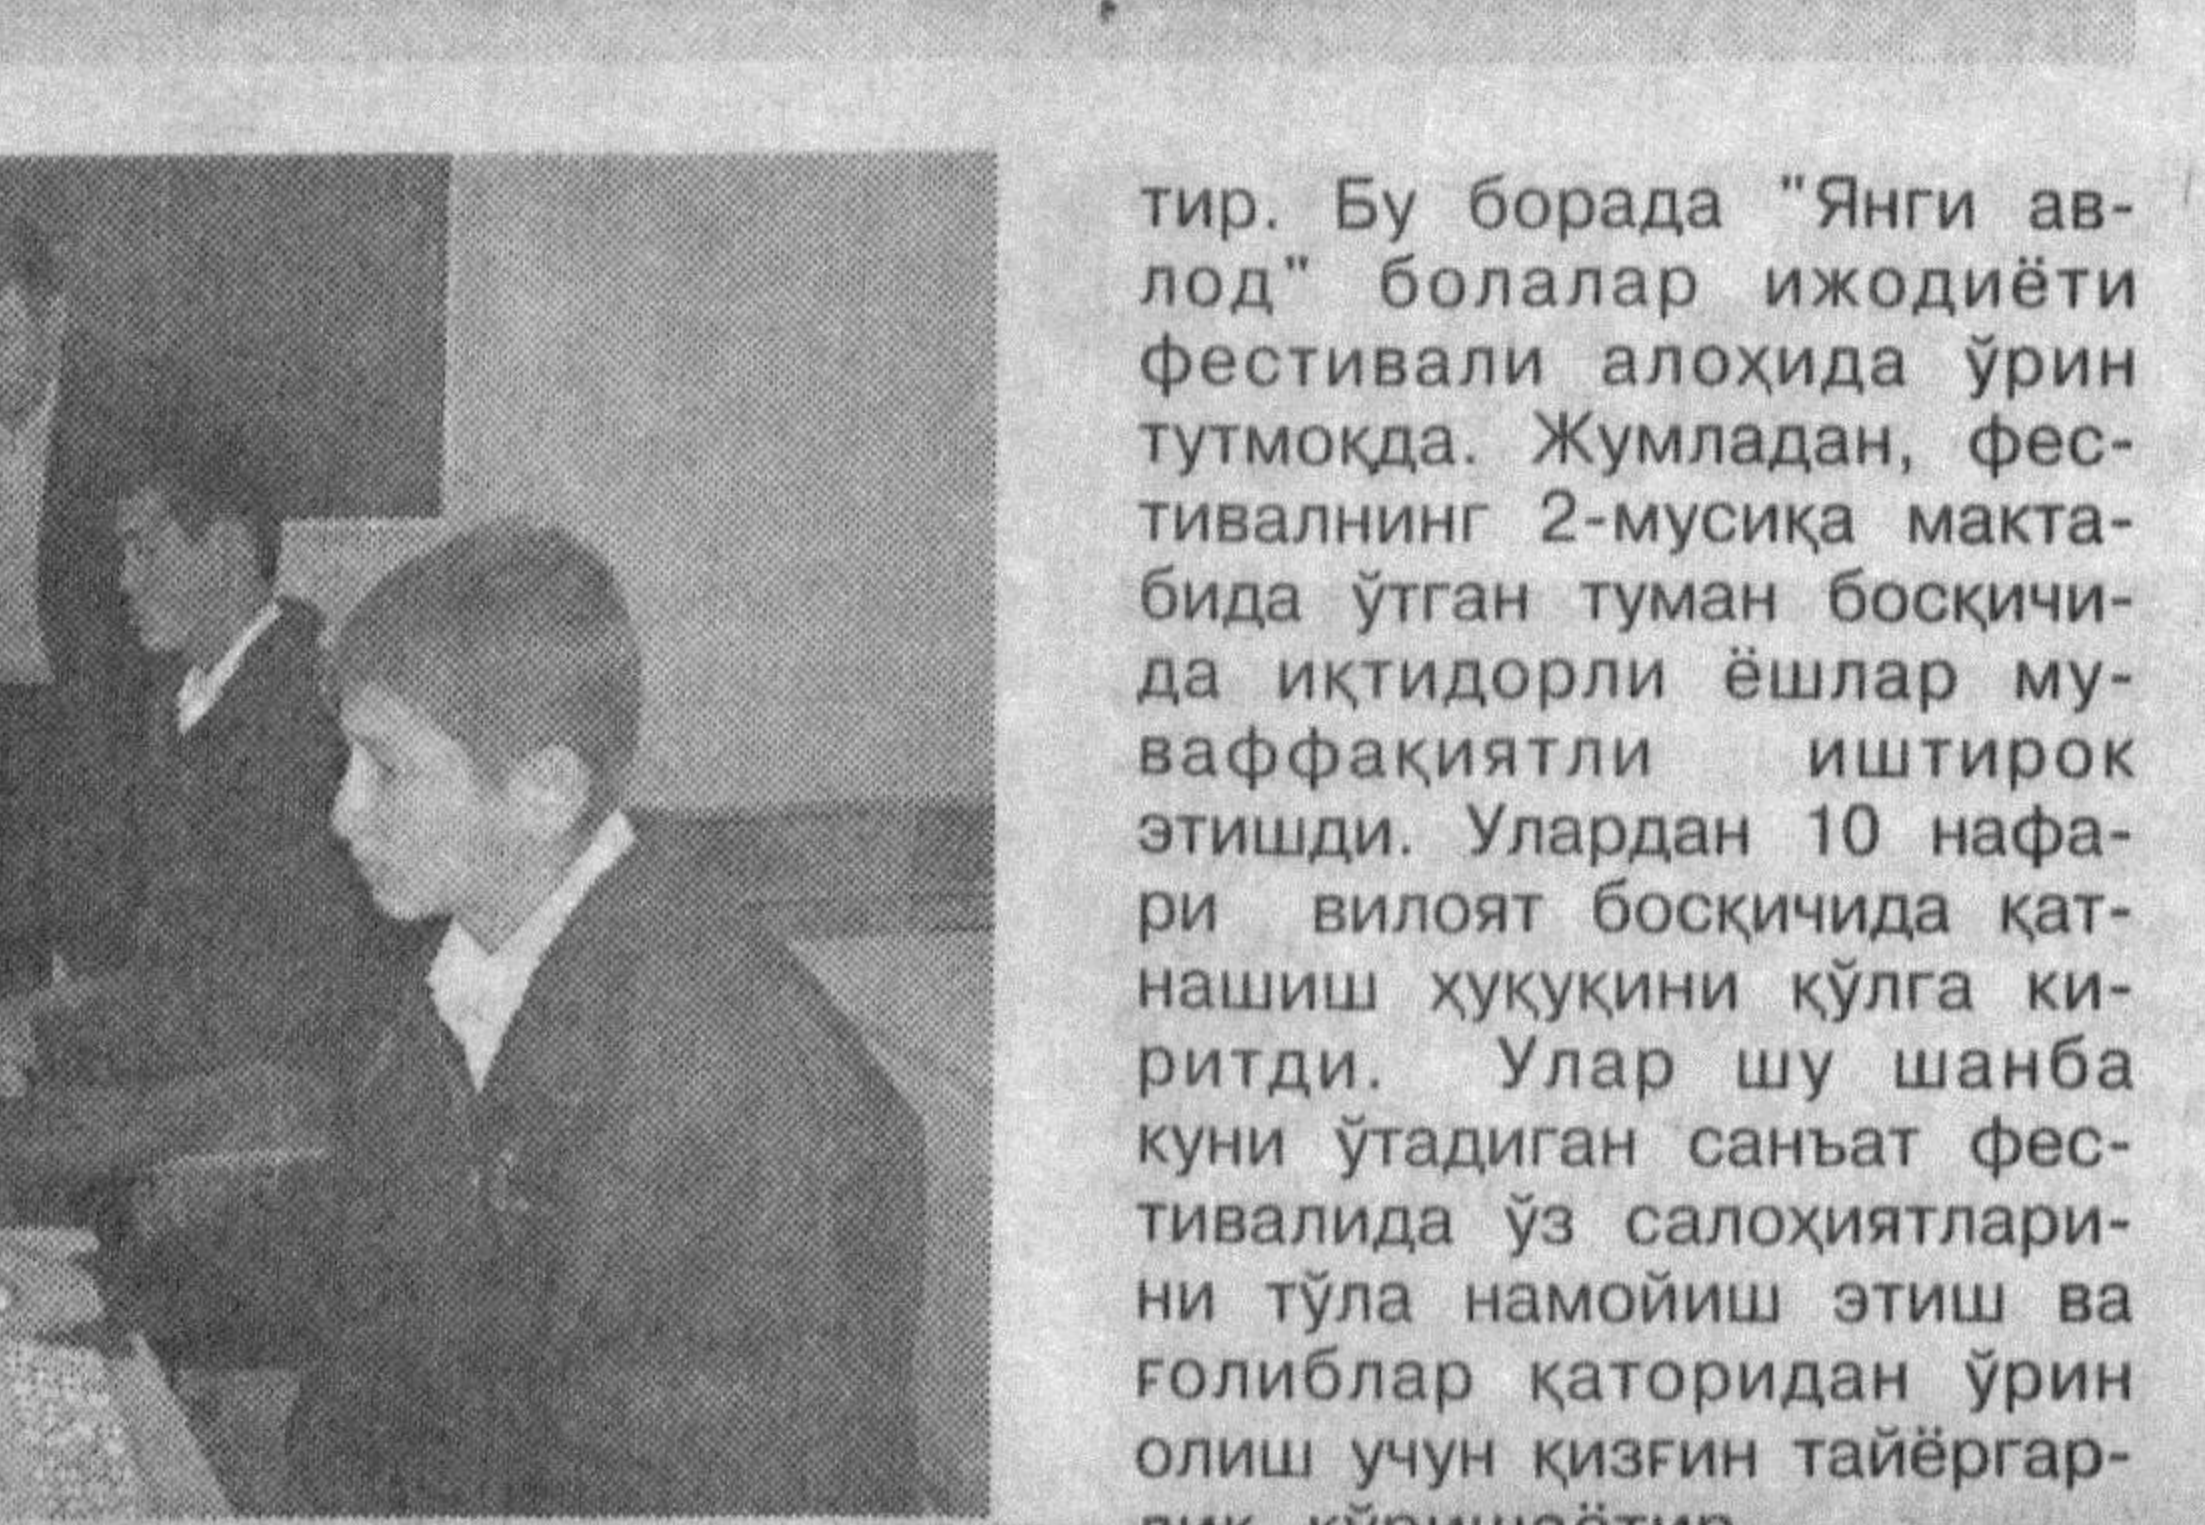 тир. Бу борада "Янги ав-
лод" болалар ижодиёти
фестивали алоҳида ўрин
тутмоқда. Жумладан, фес-
тивалнинг 2-мусиқа макта-
бида ўтган туман босқичи-
да иқтидорли ёшлар му-
ваффақиятли иштирок
этишди. Улардан 10 нафа-
ри вилоят босқичида қат-
нашиш ҳуқуқини қўлга ки-
ритди. Улар шу шанба
куни ўтадиган санъат фес-
тивалида ўз салоҳиятлари-
ни тўла намойиш этиш ва
ғолиблар қаторидан ўрин
олиш учун қизғин тайёргар-